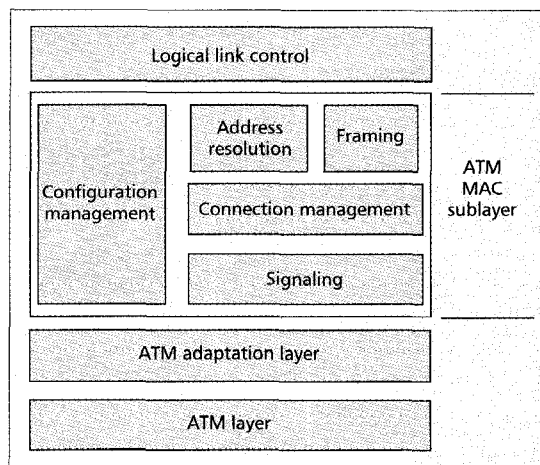 Logical link control
Address
resolution
Framing
Configuration
management
Connection management
Signaling
ATM
MAC
sublayer
ATM adaptation layer
ATM layer